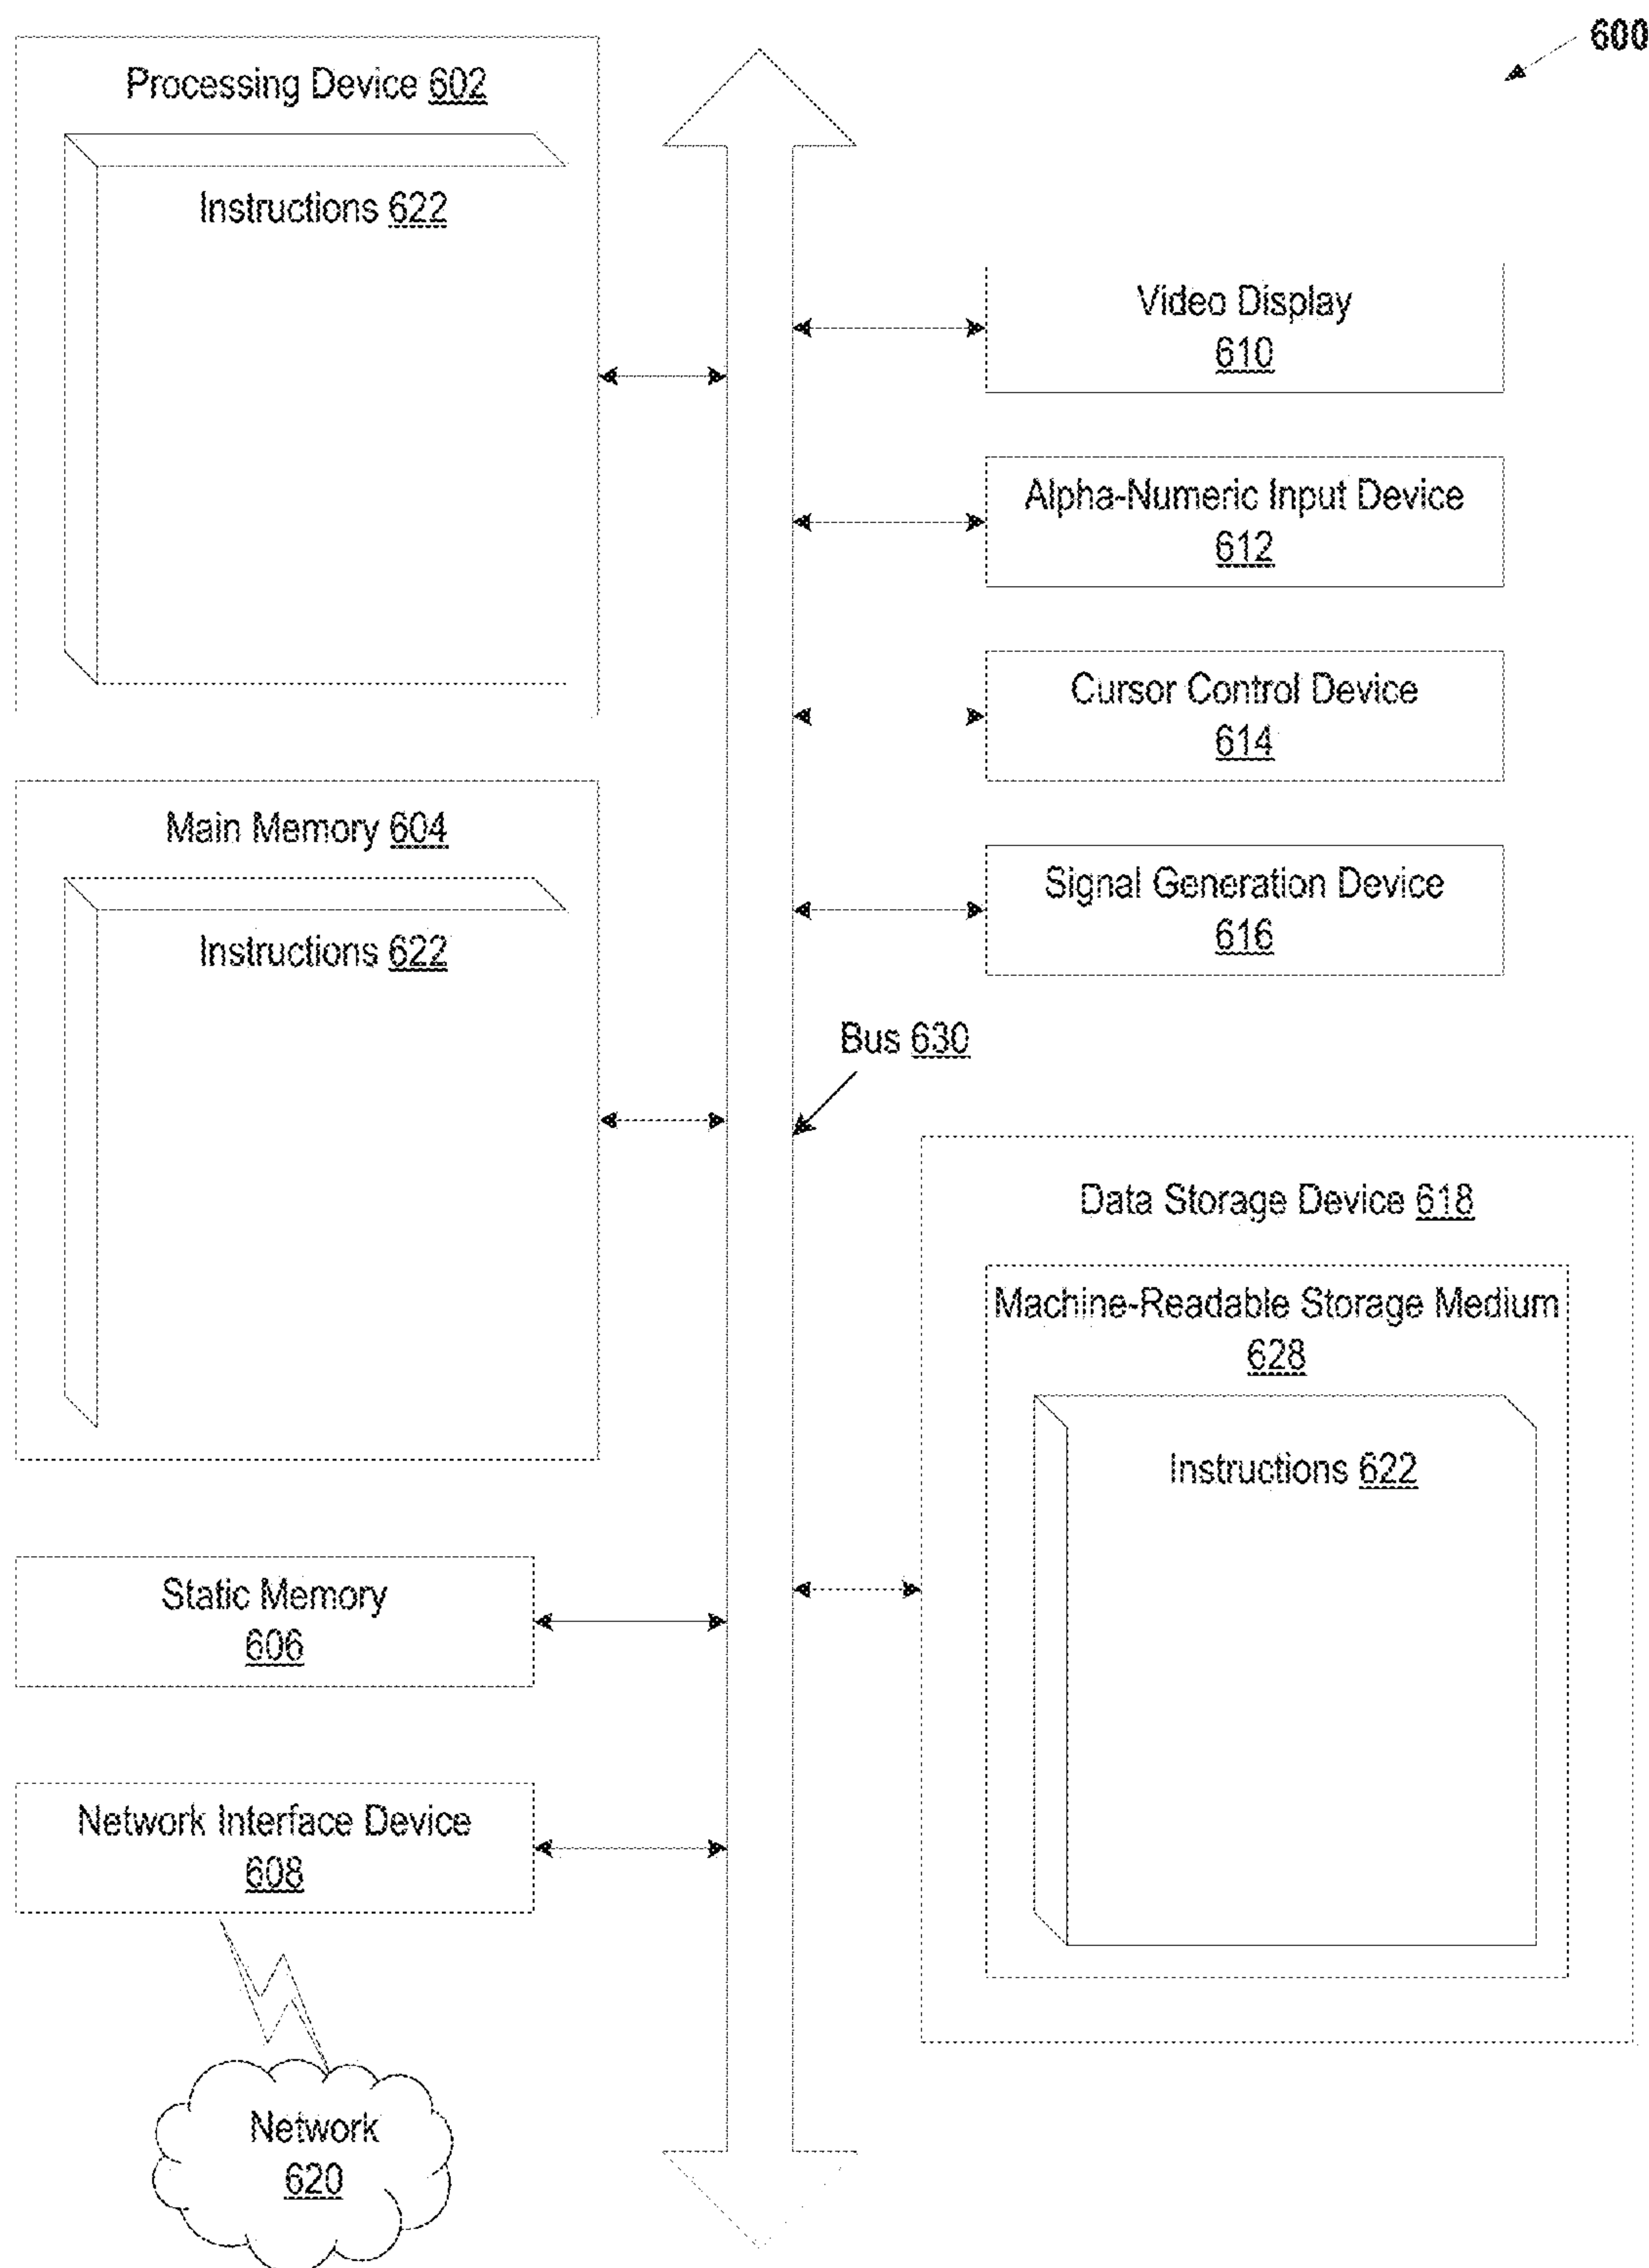 600
Processing Device 602
Instructions 622
Video Display
610
Alpha-Numeric Input Device
612
Cursor Control Device
614
Main Memory 604
Instructions 622
Signal Generation Device
616
Bus 630
Data Storage Device 618
Machine-Readable Storage Medium
628
Instructions 622
Static Memory
606
Network Interface Device
608
Network
620